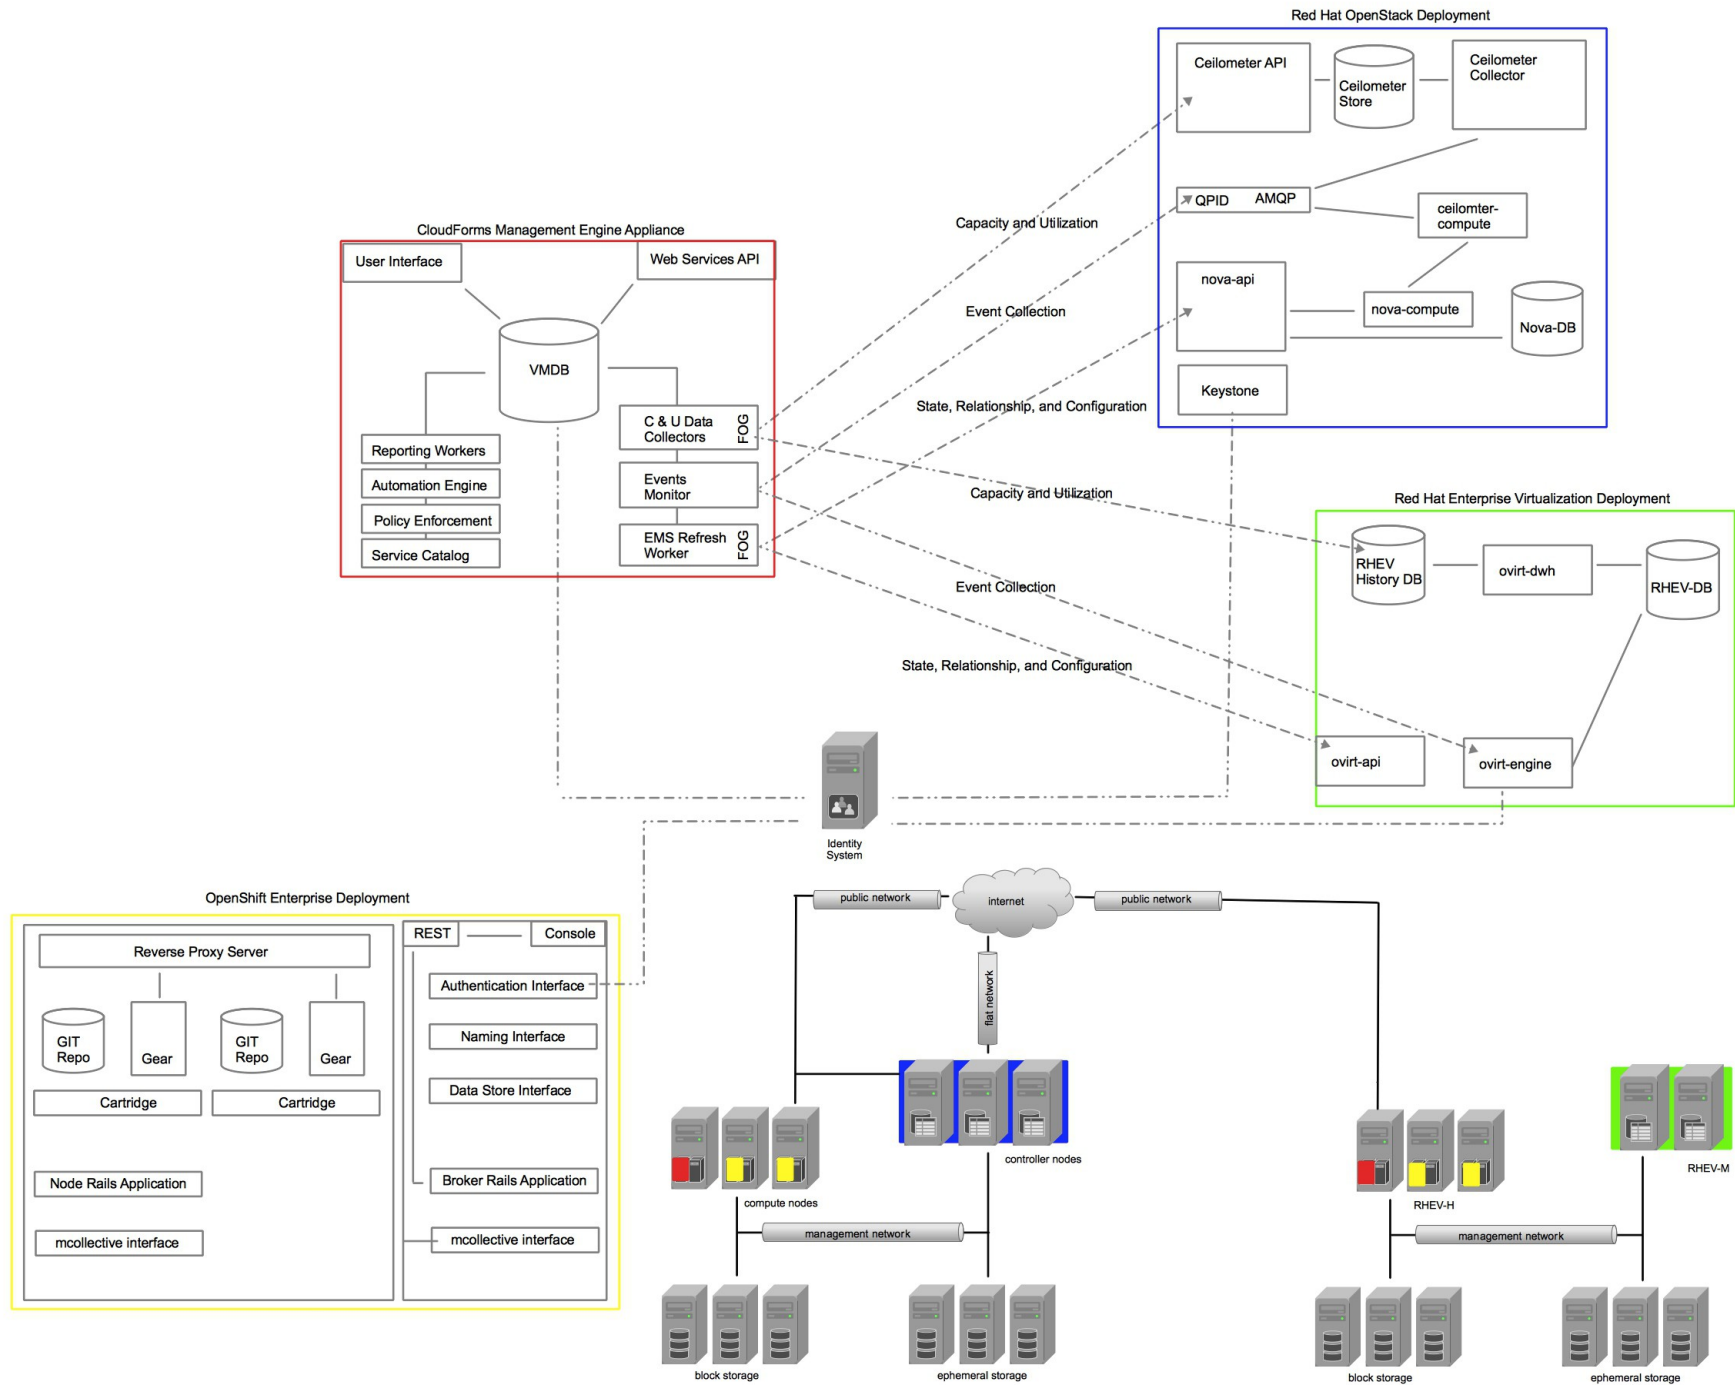 Red Hat OpenStack Deployment
Ceilometer API
Ceilometer
Store
Ceilometer
Collector
QPID AMQP
ceilomter-
compute
nova-api
nova-compute
Nova-DB
Keystone
CloudForms Management Engine Appliance
User Interface
Web Services API
VMDB
Reporting Workers
Automation Engine
Policy Enforcement
Service Catalog
C & U Data
Collectors
FOG
Events
Monitor
EMS Refresh
Worker
FOG
Capacity and Utilization
Event Collection
State, Relationship, and Configuration
Capacity and Utilization
Event Collection
State, Relationship, and Configuration
Red Hat Enterprise Virtualization Deployment
RHEV
History DB
ovirt-dwh
RHEV-DB
ovirt-api
ovirt-engine
Identity
System
OpenShift Enterprise Deployment
Reverse Proxy Server
GIT
Repo
Gear
GIT
Repo
Gear
Cartridge
Cartridge
Node Rails Application
mcollective interface
REST
Console
Authentication Interface
Naming Interface
Data Store Interface
Broker Rails Application
mcollective interface
public network
internet
public network
flat network
controller nodes
compute nodes
management network
block storage
ephemeral storage
RHEV-M
RHEV-H
management network
block storage
ephemeral storage